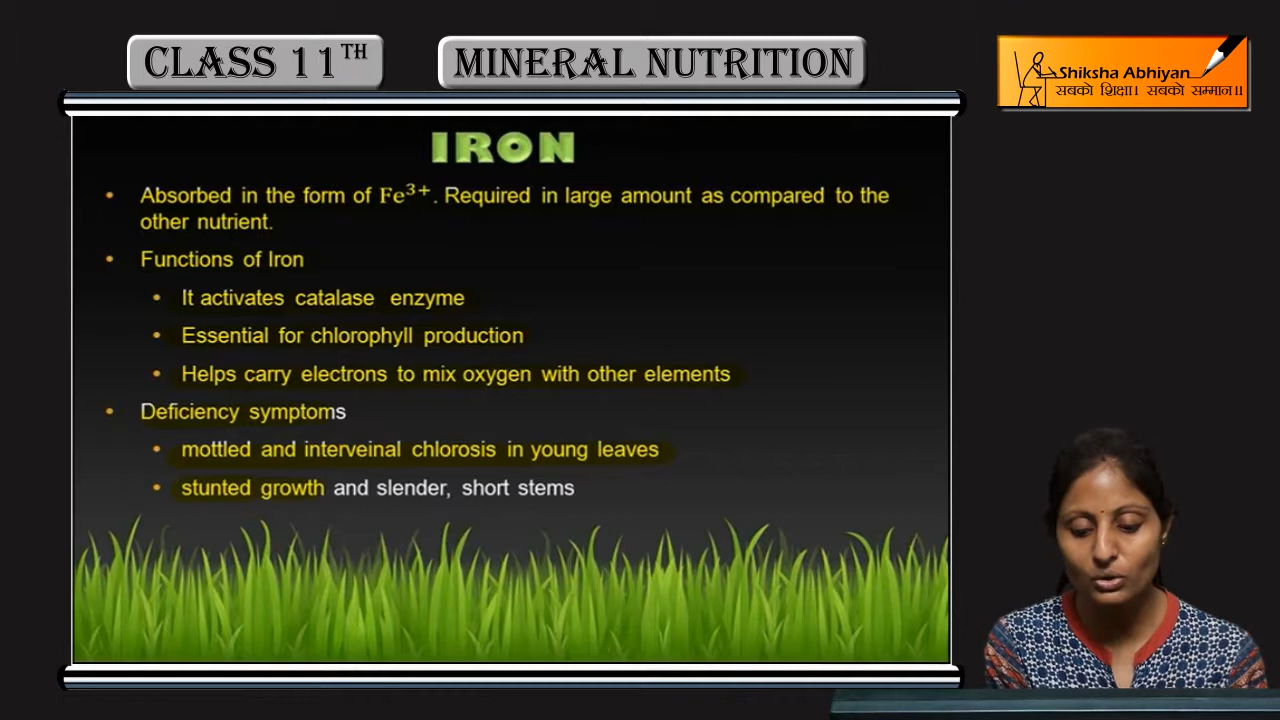 CLASS 11TH
MINERAL NUTRITION
Shiksha Abhiyan
सबको शिक्षा। सबको सम्मान॥
IRON
• Absorbed in the form of Fe³⁺. Required in large amount as compared to the
other nutrient.
• Functions of Iron
• It activates catalase enzyme
• Essential for chlorophyll production
• Helps carry electrons to mix oxygen with other elements
• Deficiency symptoms
• mottled and interveinal chlorosis in young leaves
• stunted growth and slender, short stems